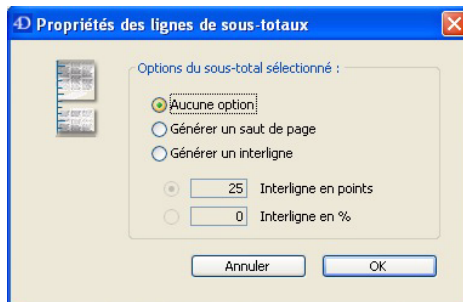 4D Propriétés des lignes de sous-totaux
Options du sous-total sélectionné :
Aucune option
Générer un saut de page
Générer un interligne
25 Interligne en points
0 Interligne en %
Annuler OK